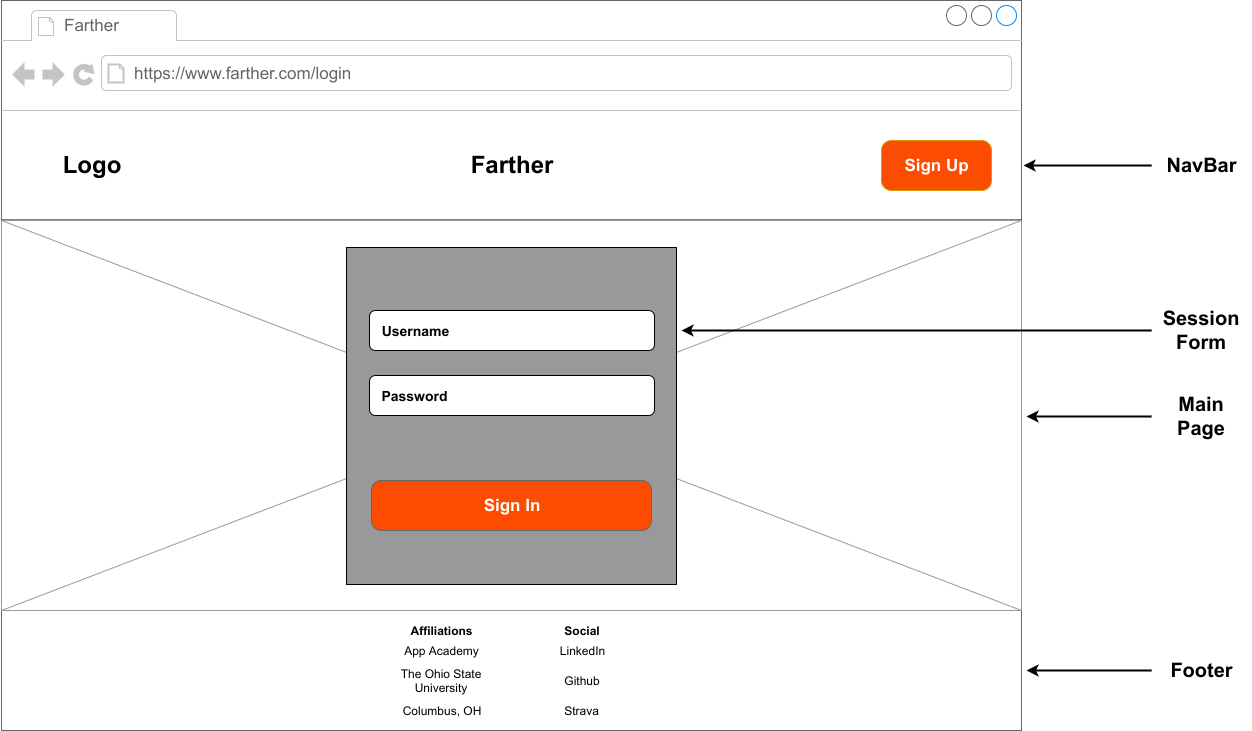 Farther
https://www.farther.com/login
Logo
Farther
Sign Up
NavBar
Username
Session
Form
Password
Main
Page
Sign In
Affiliations
Social
App Academy
LinkedIn
The Ohio State
University
Github
Columbus, OH
Strava
Footer